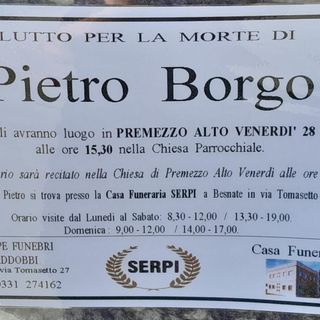 LUTTO PER LA MORTE DI
Pietro Borgo
avranno luogo in PREMEZZO ALTO VENERDI' 28
alle ore 15,30 nella Chiesa Parrocchiale.
sarà recitato nella Chiesa di Premezzo Alto Venerdì alle ore
Pietro si trova presso la Casa Funeraria SERPI a Besnate in via Tomasetto
Orario visite dal Lunedì al Sabato: 8,30-12,00 / 13,30-19,00.
Domenica: 9,00-12,00 / 14,00-17,00.
FUNEBRI
ADDOBBI
via Tomasetto 27
0331 274162
SERPI
Casa Funer